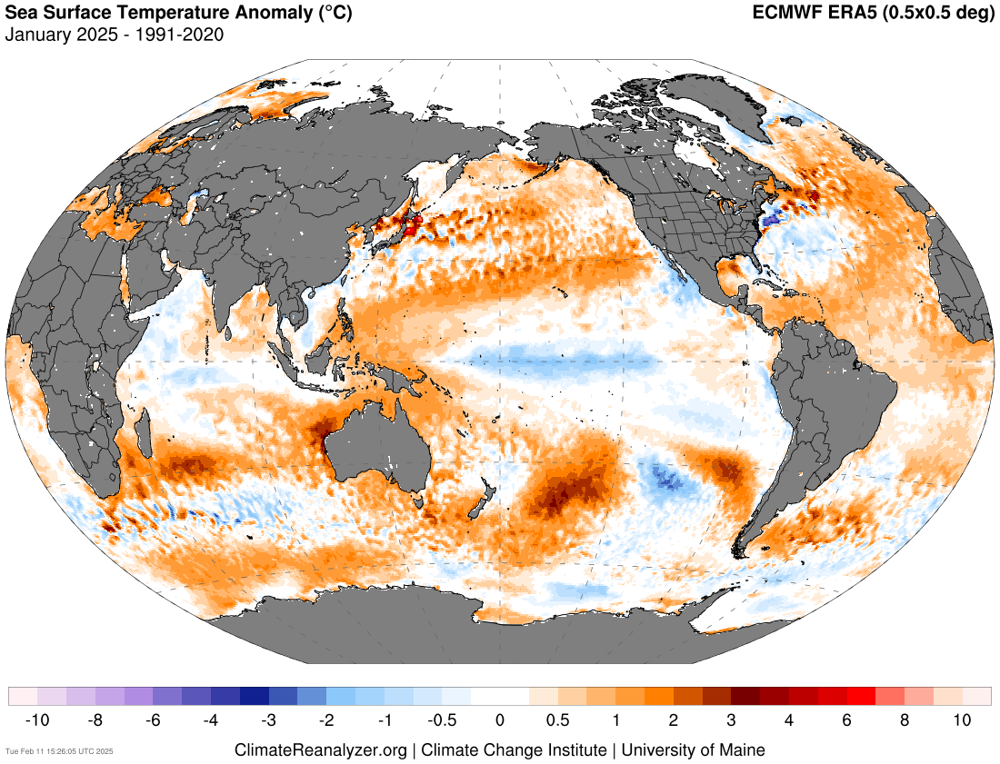 Sea Surface Temperature Anomaly (°C)
ECMWF ERA5 (0.5x0.5 deg)
January 2025 - 1991-2020
-10 -8 -6 -4 -3 -2 -1 -0.5 0 0.5 1 2 3 4 6 8 10
Tue Feb 11 15:26:05 UTC 2025
ClimateReanalyzer.org | Climate Change Institute | University of Maine